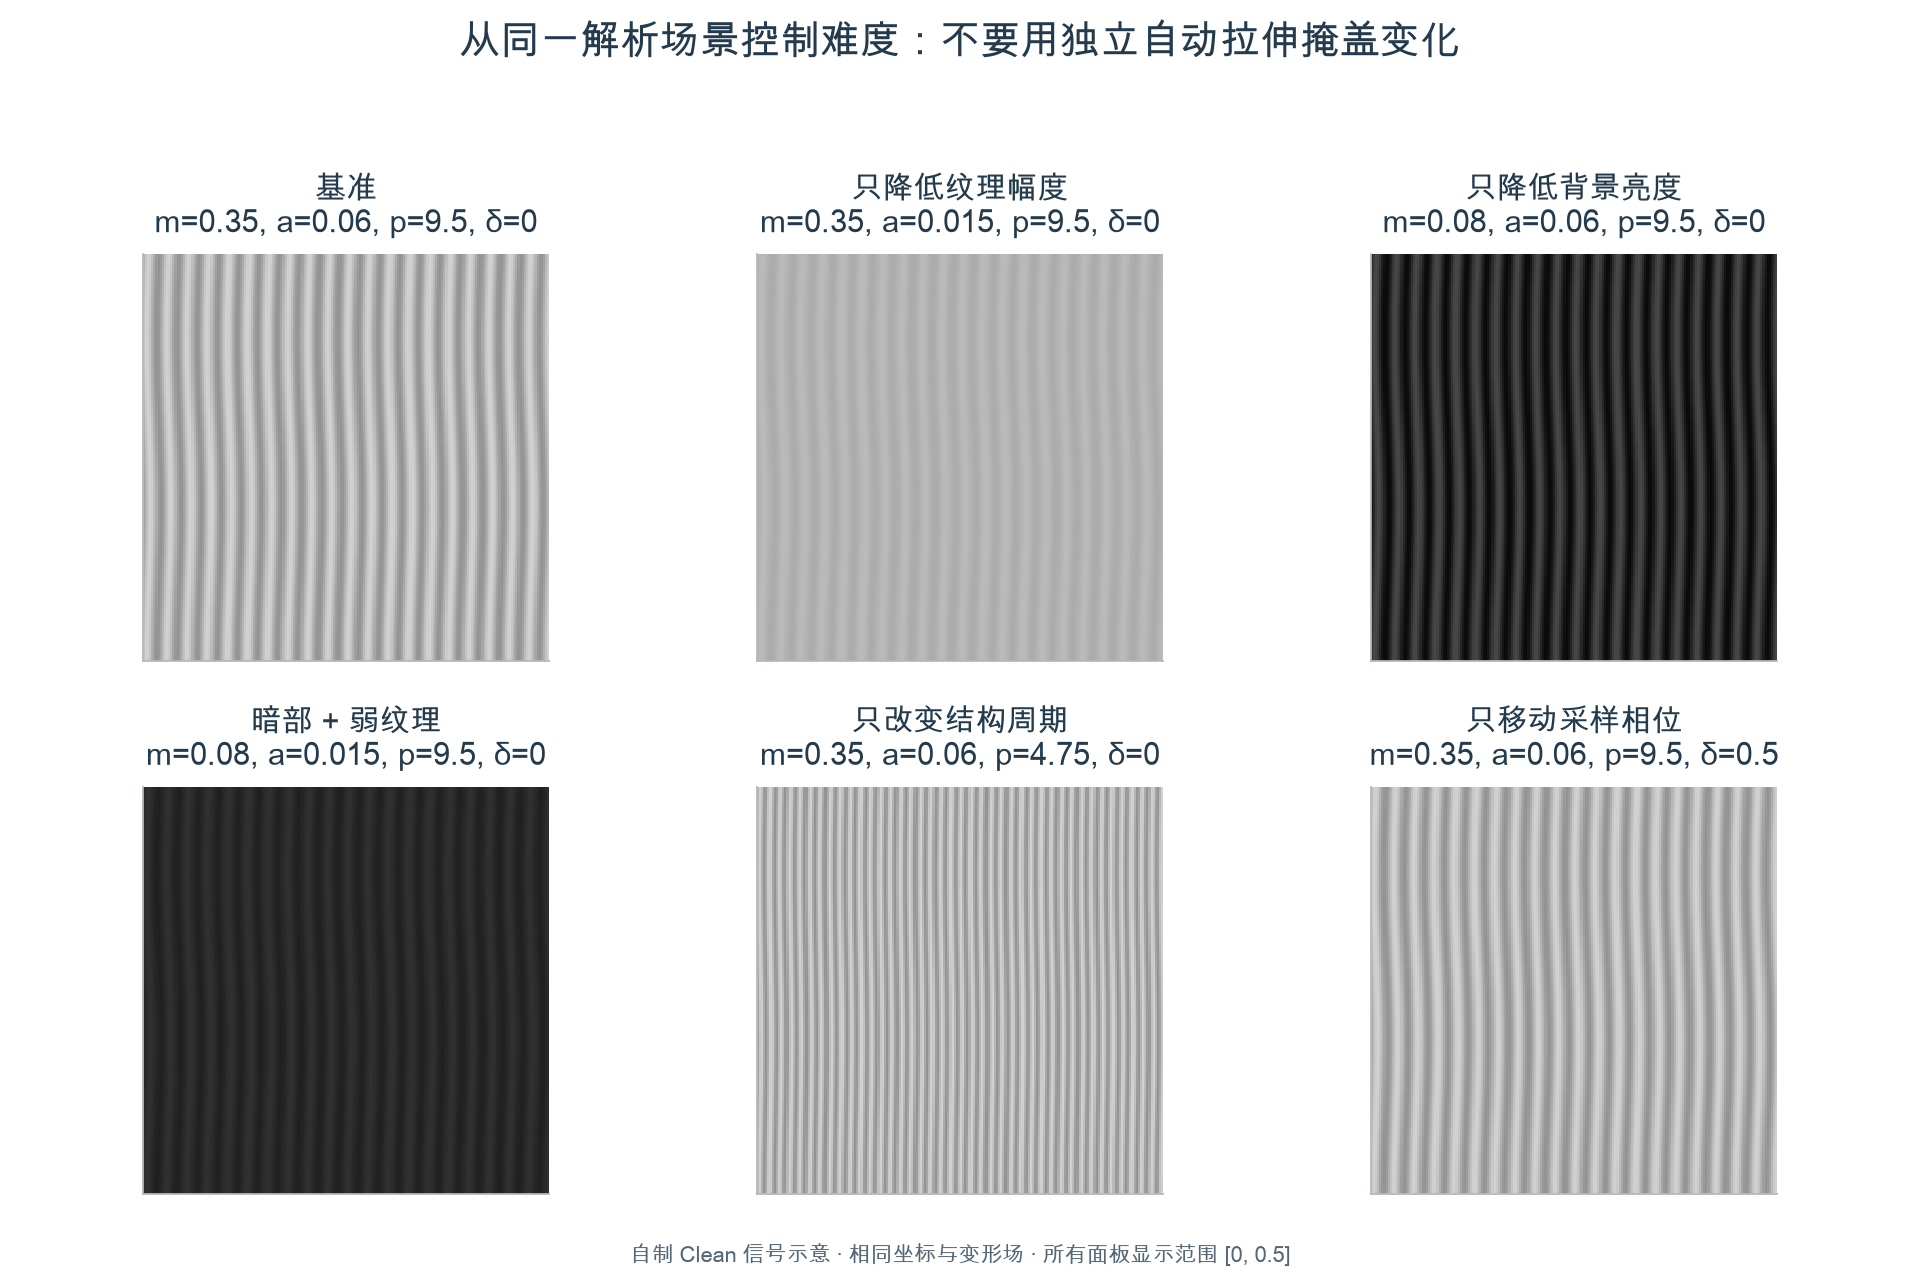 从同一解析场景控制难度：不要用独立自动拉伸掩盖变化
基准
m=0.35, a=0.06, p=9.5, δ=0
只降低纹理幅度
m=0.35, a=0.015, p=9.5, δ=0
只降低背景亮度
m=0.08, a=0.06, p=9.5, δ=0
暗部 + 弱纹理
m=0.08, a=0.015, p=9.5, δ=0
只改变结构周期
m=0.35, a=0.06, p=4.75, δ=0
只移动采样相位
m=0.35, a=0.06, p=9.5, δ=0.5
自制 Clean 信号示意 · 相同坐标与变形场 · 所有面板显示范围 [0, 0.5]